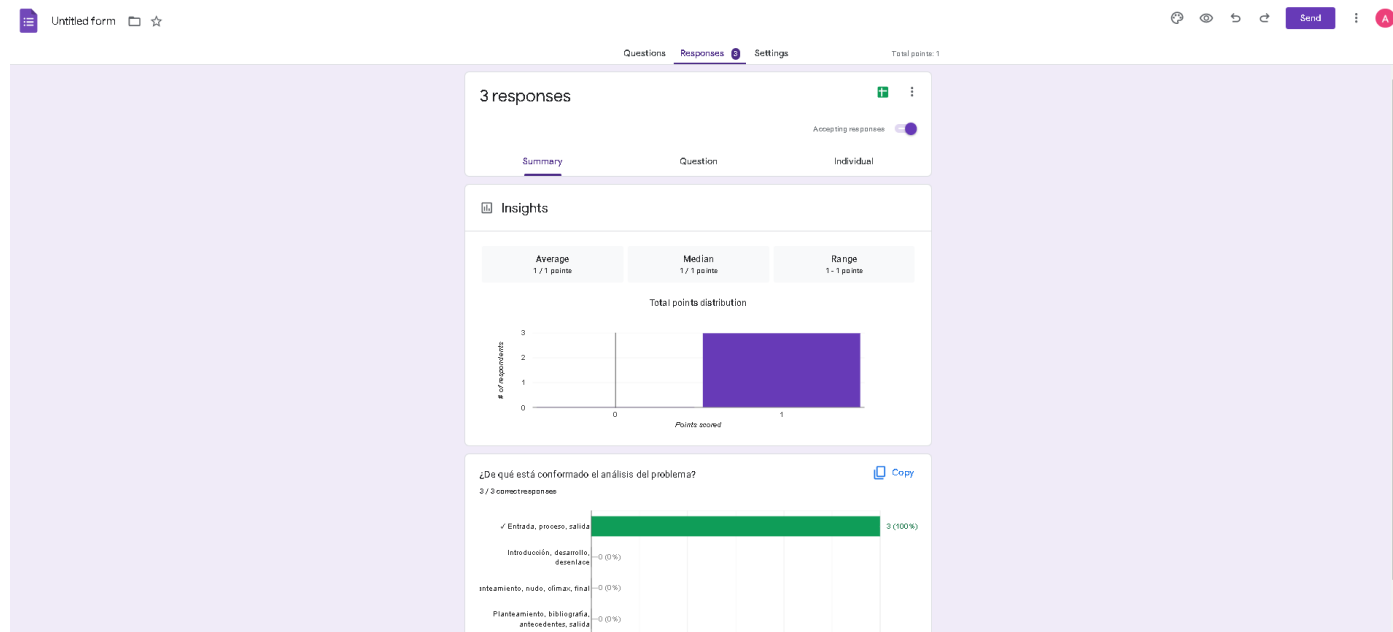 Untitled form
Send
A
Questions Responses 3 Settings
Total points: 1
3 responses
Accepting responses
Summary Question Individual
Insights
Average Median Range
1 / 1 points 1 / 1 points 1 - 1 points
Total points distribution
# of respondents
3
2
1
0
0 1
Points scored
¿De qué está conformado el análisis del problema?
Copy
3 / 3 correct responses
✓ Entrada, proceso, salida 3 (100%)
Introducción, desarrollo,
desenlace 0 (0%)
nudo, climax, final 0 (0%)
Planteamiento, bibliografía,
antecedentes, salida 0 (0%)